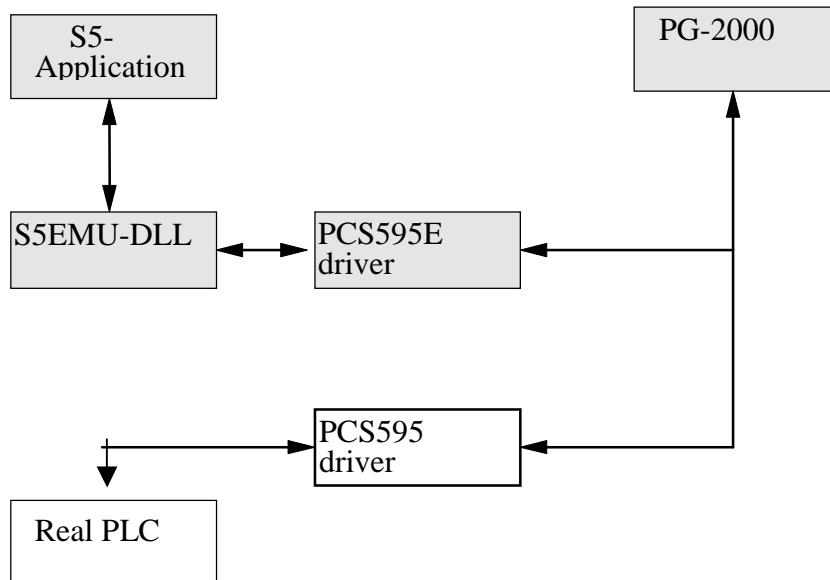 S5-
Application
PG-2000
S5EMU-DLL
PCS595E
driver
PCS595
driver
Real PLC